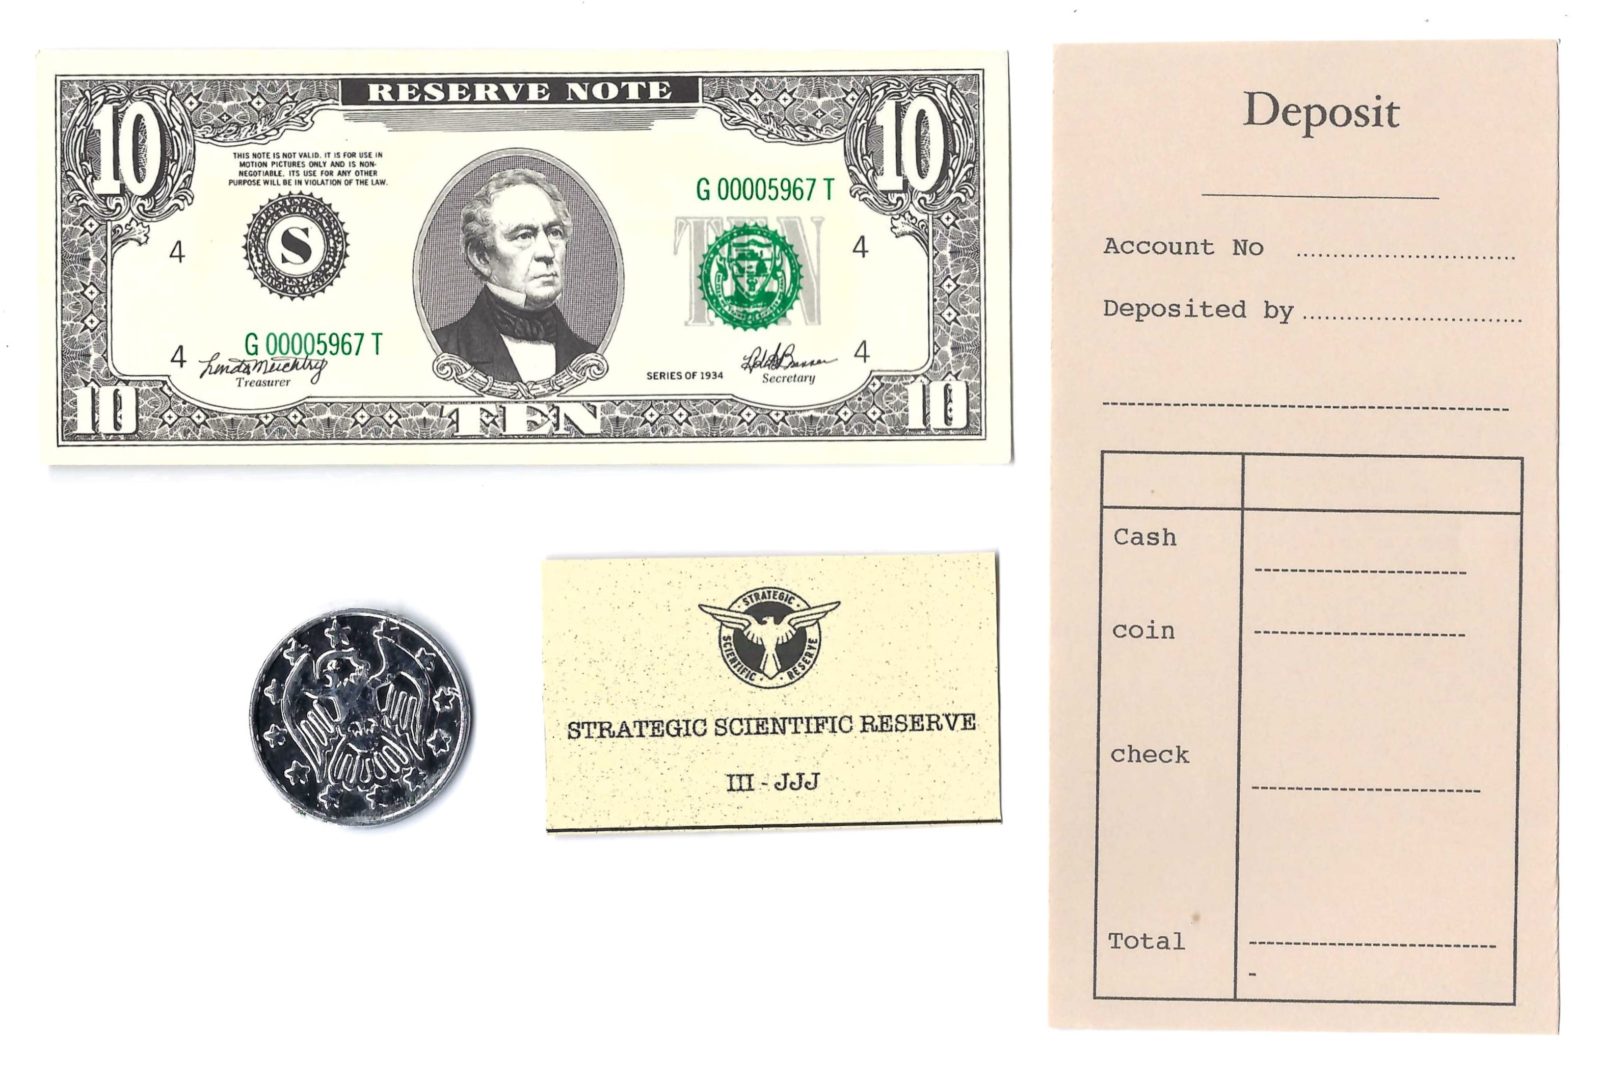 RESERVE NOTE
10
10
THIS NOTE IS NOT VALID. IT IS FOR USE IN
MOTION PICTURES ONLY AND IS NON-
NEGOTIABLE. ITS USE FOR ANY OTHER
PURPOSE WILL BE IN VIOLATION OF THE LAW.
G 00005967 T
TEN
4
S
4
4
G 00005967 T
Treasurer
SERIES OF 1934
Secretary
4
10
TEN
10
STRATEGIC
SCIENTIFIC
RESERVE
STRATEGIC SCIENTIFIC RESERVE
III - JJJ
Deposit
Account No
Deposited by
Cash
coin
check
Total